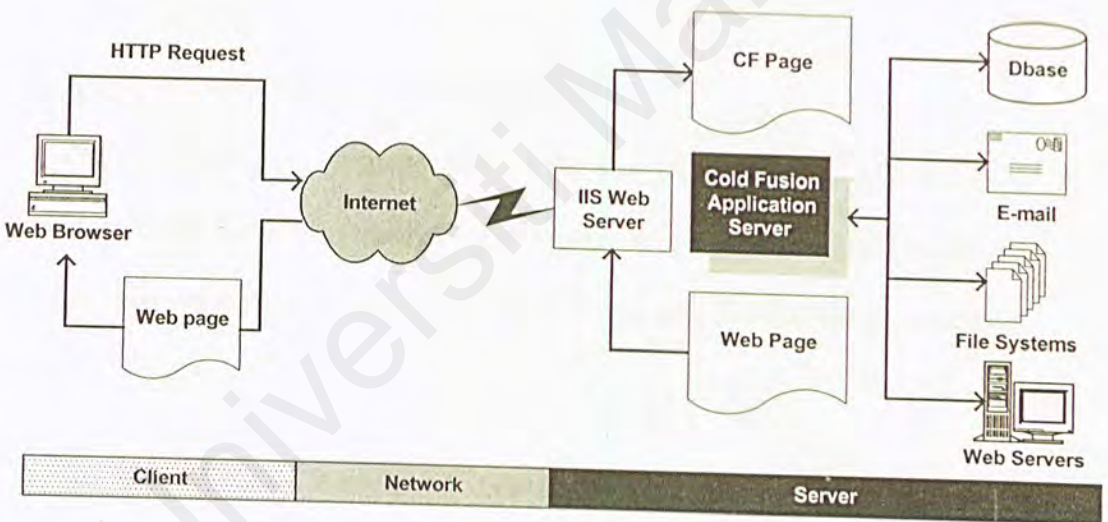 HTTP Request
Web Browser
Web page
Internet
IIS Web
Server
CF Page
Cold Fusion
Application
Server
Web Page
Dbase
E-mail
File Systems
Web Servers
Client
Network
Server